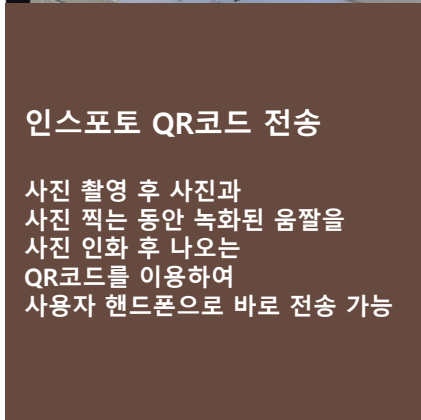 인스포토 QR코드 전송
사진 촬영 후 사진과
사진 찍는 동안 녹화된 움짤을
사진 인화 후 나오는
QR코드를 이용하여
사용자 핸드폰으로 바로 전송 가능